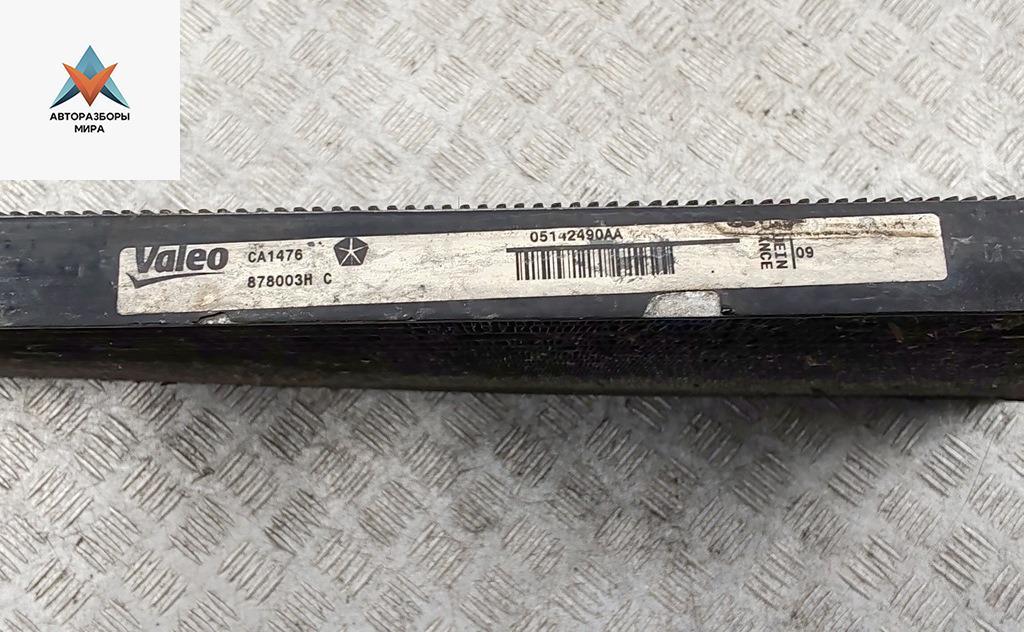 АВТОРАЗБОРЫ
МИРА
Valeo
CA1476
878003H C
05142490AA
09